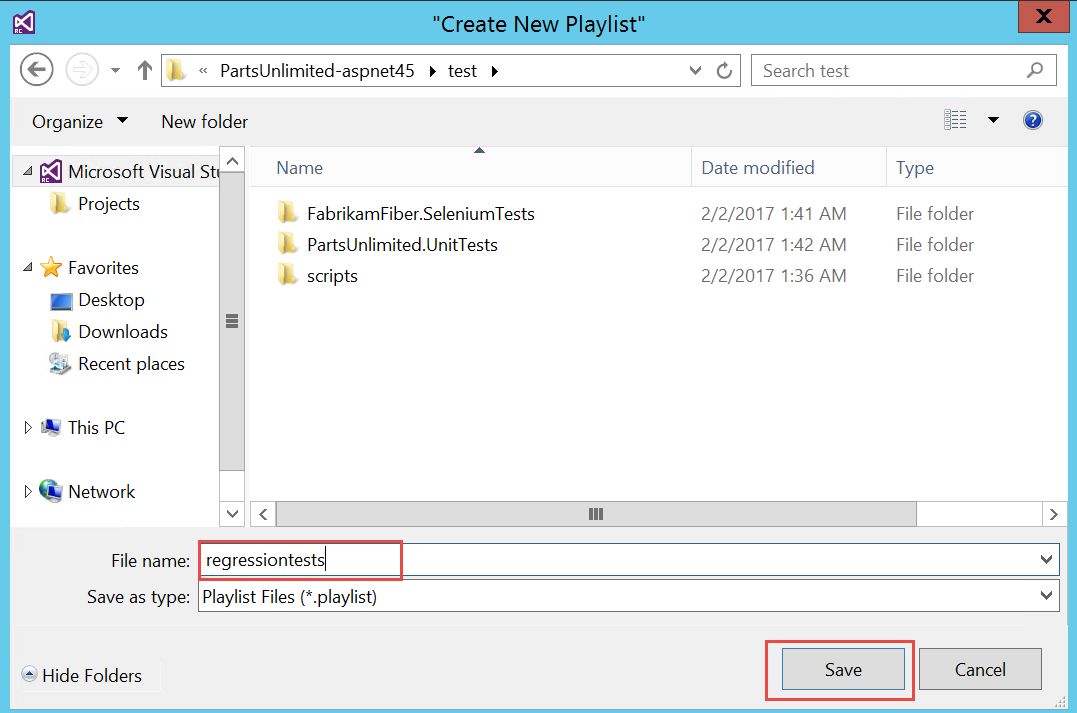 "Create New Playlist"
« PartsUnlimited-aspnet45 test
Search test
Organize New folder
Name Date modified Type
Microsoft Visual Stu
Projects
Favorites
Desktop
Downloads
Recent places
This PC
Network
FabrikamFiber.SeleniumTests 2/2/2017 1:41 AM File folder
PartsUnlimited.UnitTests 2/2/2017 1:42 AM File folder
scripts 2/2/2017 1:36 AM File folder
File name: regressiontests
Save as type: Playlist Files (*.playlist)
Hide Folders
Save Cancel